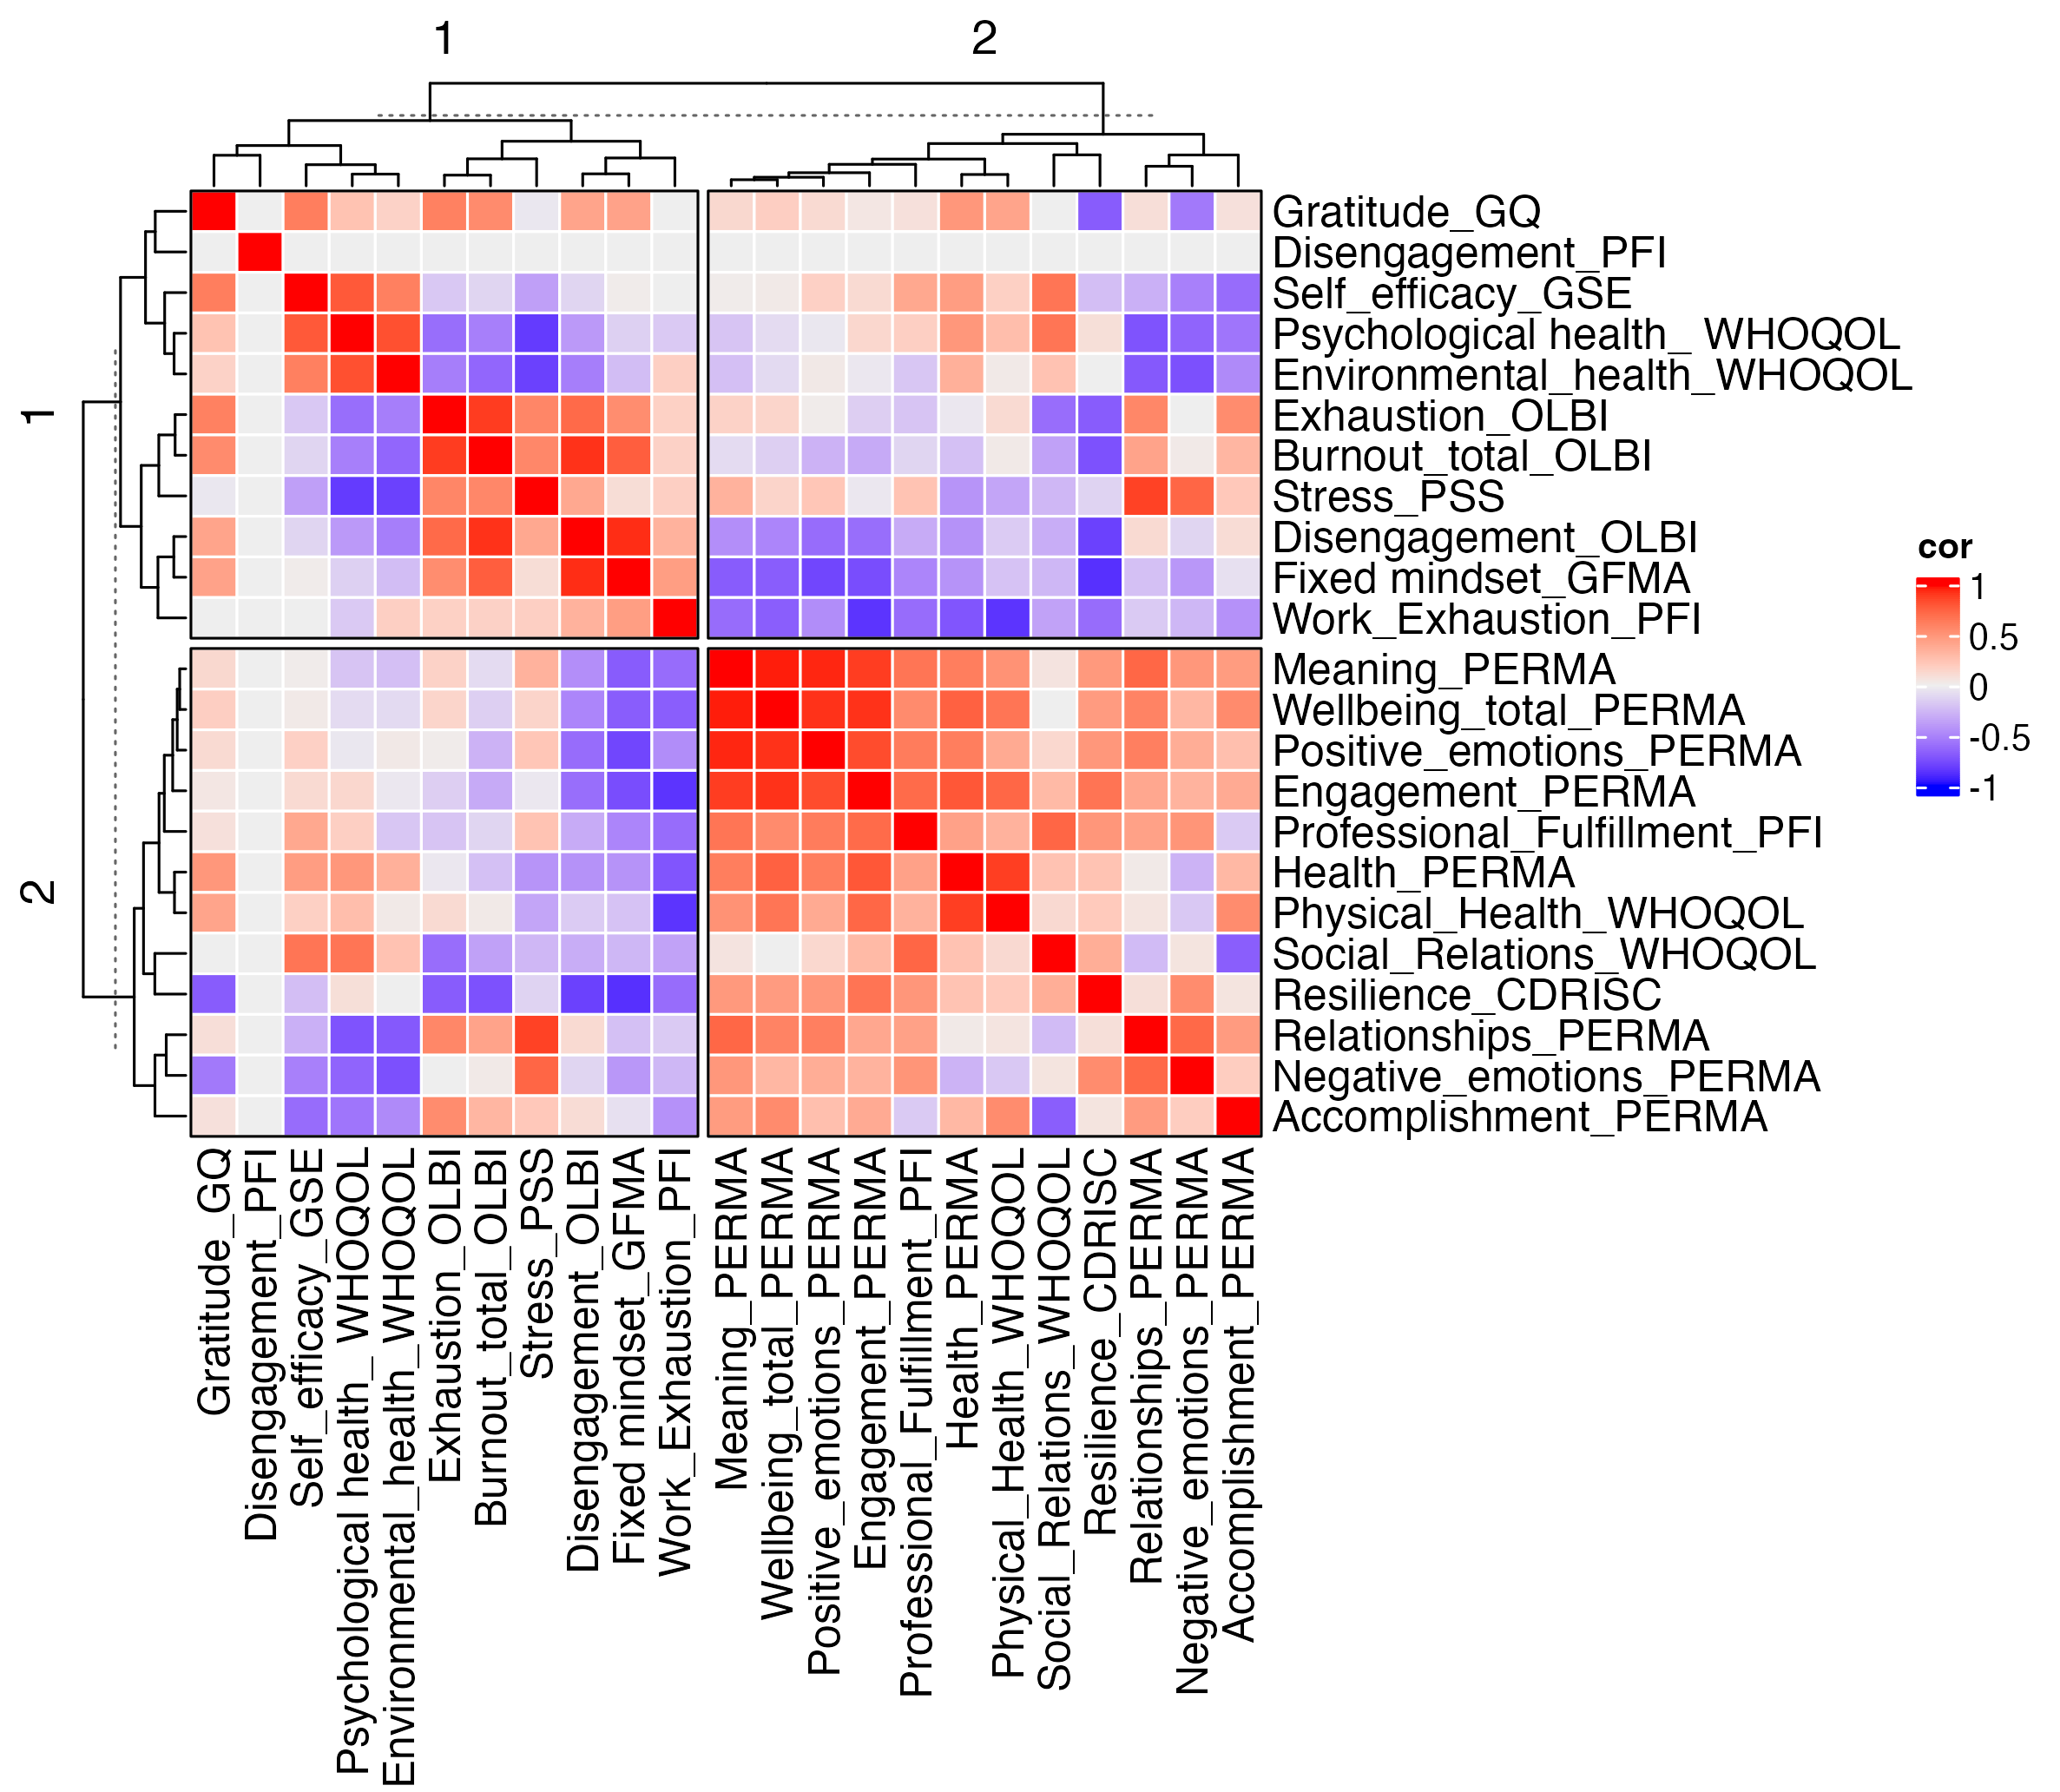 1
2
1
2
Gratitude_GQ
Disengagement_PFI
Self_efficacy_GSE
Psychological health_ WHOQOL
Environmental_health_WHOQOL
Exhaustion_OLBI
Burnout_total_OLBI
Stress_PSS
Disengagement_OLBI
Fixed mindset_GFMA
Work_Exhaustion_PFI
Meaning_PERMA
Wellbeing_total_PERMA
Positive_emotions_PERMA
Engagement_PERMA
Professional_Fulfillment_PFI
Health_PERMA
Physical_Health_WHOQOL
Social_Relations_WHOQOL
Resilience_CDRISC
Relationships_PERMA
Negative_emotions_PERMA
Accomplishment_PERMA
cor
1
0.5
0
-0.5
-1
Gratitude_GQ
Disengagement_PFI
Self_efficacy_GSE
Psychological health_ WHOQOL
Environmental_health_WHOQOL
Exhaustion_OLBI
Burnout_total_OLBI
Stress_PSS
Disengagement_OLBI
Fixed mindset_GFMA
Work_Exhaustion_PFI
Meaning_PERMA
Wellbeing_total_PERMA
Positive_emotions_PERMA
Engagement_PERMA
Professional_Fulfillment_PFI
Health_PERMA
Physical_Health_WHOQOL
Social_Relations_WHOQOL
Resilience_CDRISC
Relationships_PERMA
Negative_emotions_PERMA
Accomplishment_PERMA